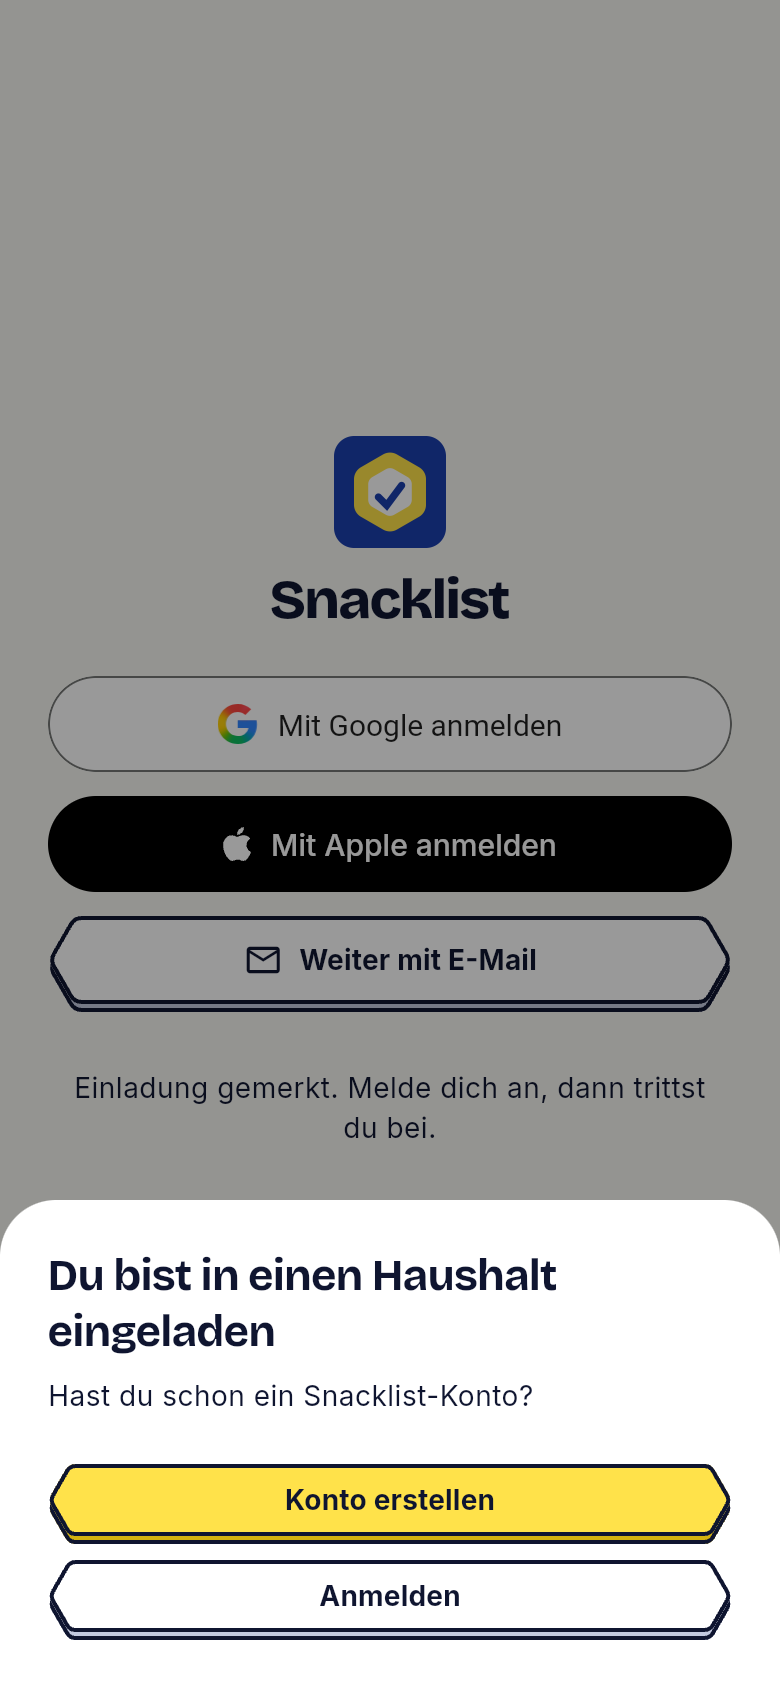 Snacklist
Mit Google anmelden
Mit Apple anmelden
Weiter mit E-Mail
Einladung gemerkt. Melde dich an, dann trittst
du bei.
Du bist in einen Haushalt
eingeladen
Hast du schon ein Snacklist-Konto?
Konto erstellen
Anmelden